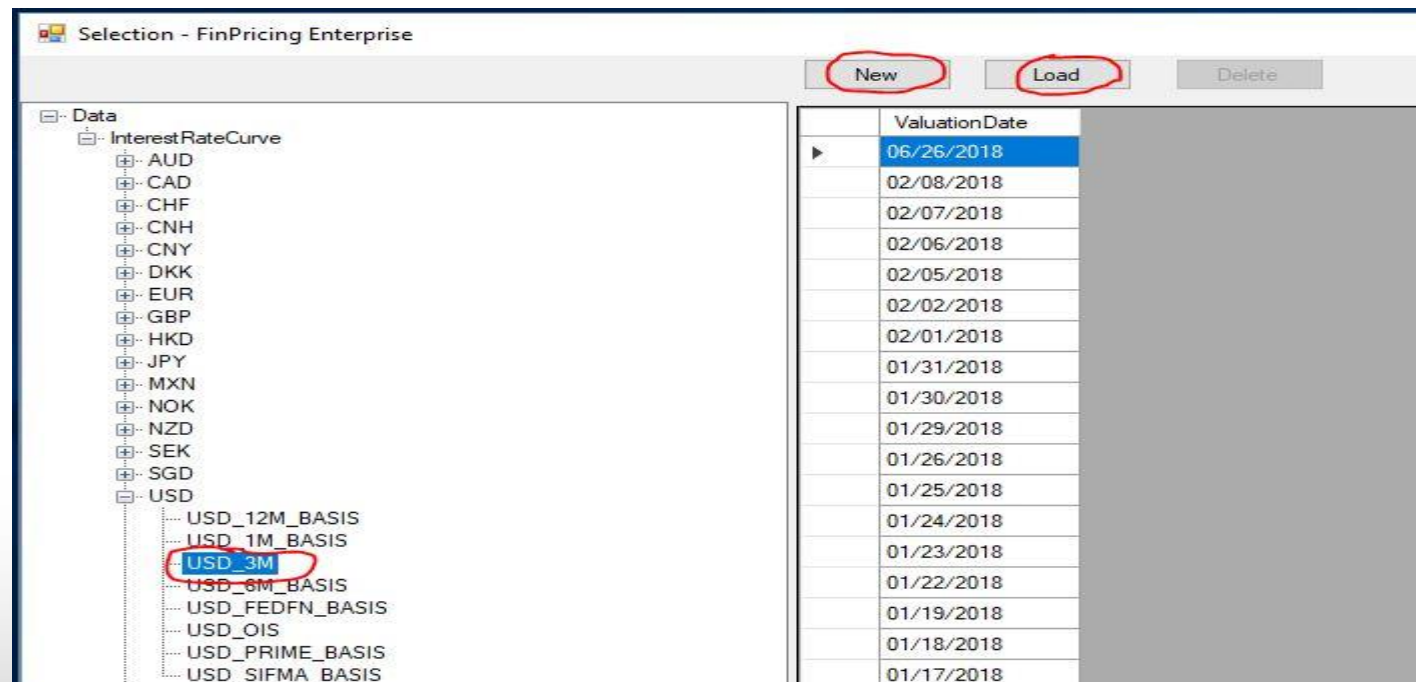 Selection - FinPricing Enterprise
New Load Delete
Data
InterestRateCurve
AUD
CAD
CHF
CNH
CNY
DKK
EUR
GBP
HKD
JPY
MXN
NOK
NZD
SEK
SGD
USD
USD_12M_BASIS
USD_1M_BASIS
USD_3M
USD_6M_BASIS
USD_FEDFN_BASIS
USD_OIS
USD_PRIME_BASIS
USD_SIFMA_BASIS
ValuationDate
06/26/2018
02/08/2018
02/07/2018
02/06/2018
02/05/2018
02/02/2018
02/01/2018
01/31/2018
01/30/2018
01/29/2018
01/26/2018
01/25/2018
01/24/2018
01/23/2018
01/22/2018
01/19/2018
01/18/2018
01/17/2018